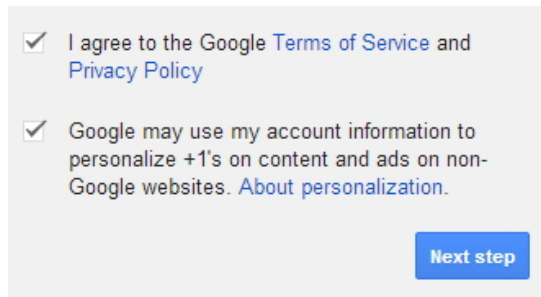 I agree to the Google Terms of Service and
Privacy Policy
Google may use my account information to
personalize +1's on content and ads on non-
Google websites. About personalization.
Next step